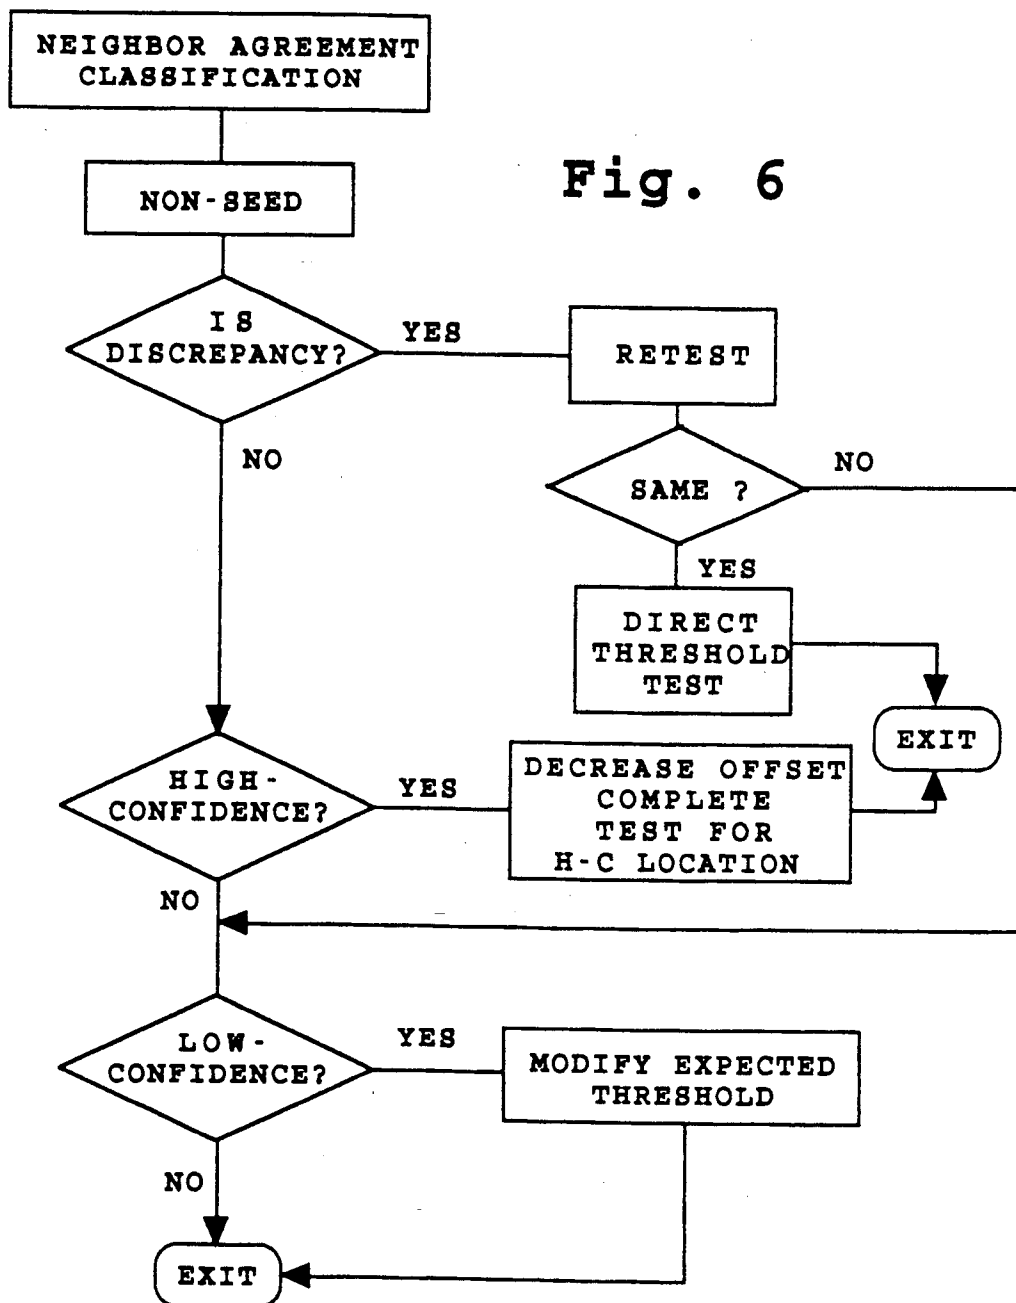 NEIGHBOR AGREEMENT
CLASSIFICATION
Fig. 6
NON-SEED
IS
DISCREPANCY?
YES
RETEST
NO
SAME ?
NO
YES
DIRECT
THRESHOLD
TEST
EXIT
HIGH-
CONFIDENCE?
YES
DECREASE OFFSET
COMPLETE
TEST FOR
H-C LOCATION
NO
LOW-
CONFIDENCE?
YES
MODIFY EXPECTED
THRESHOLD
NO
EXIT